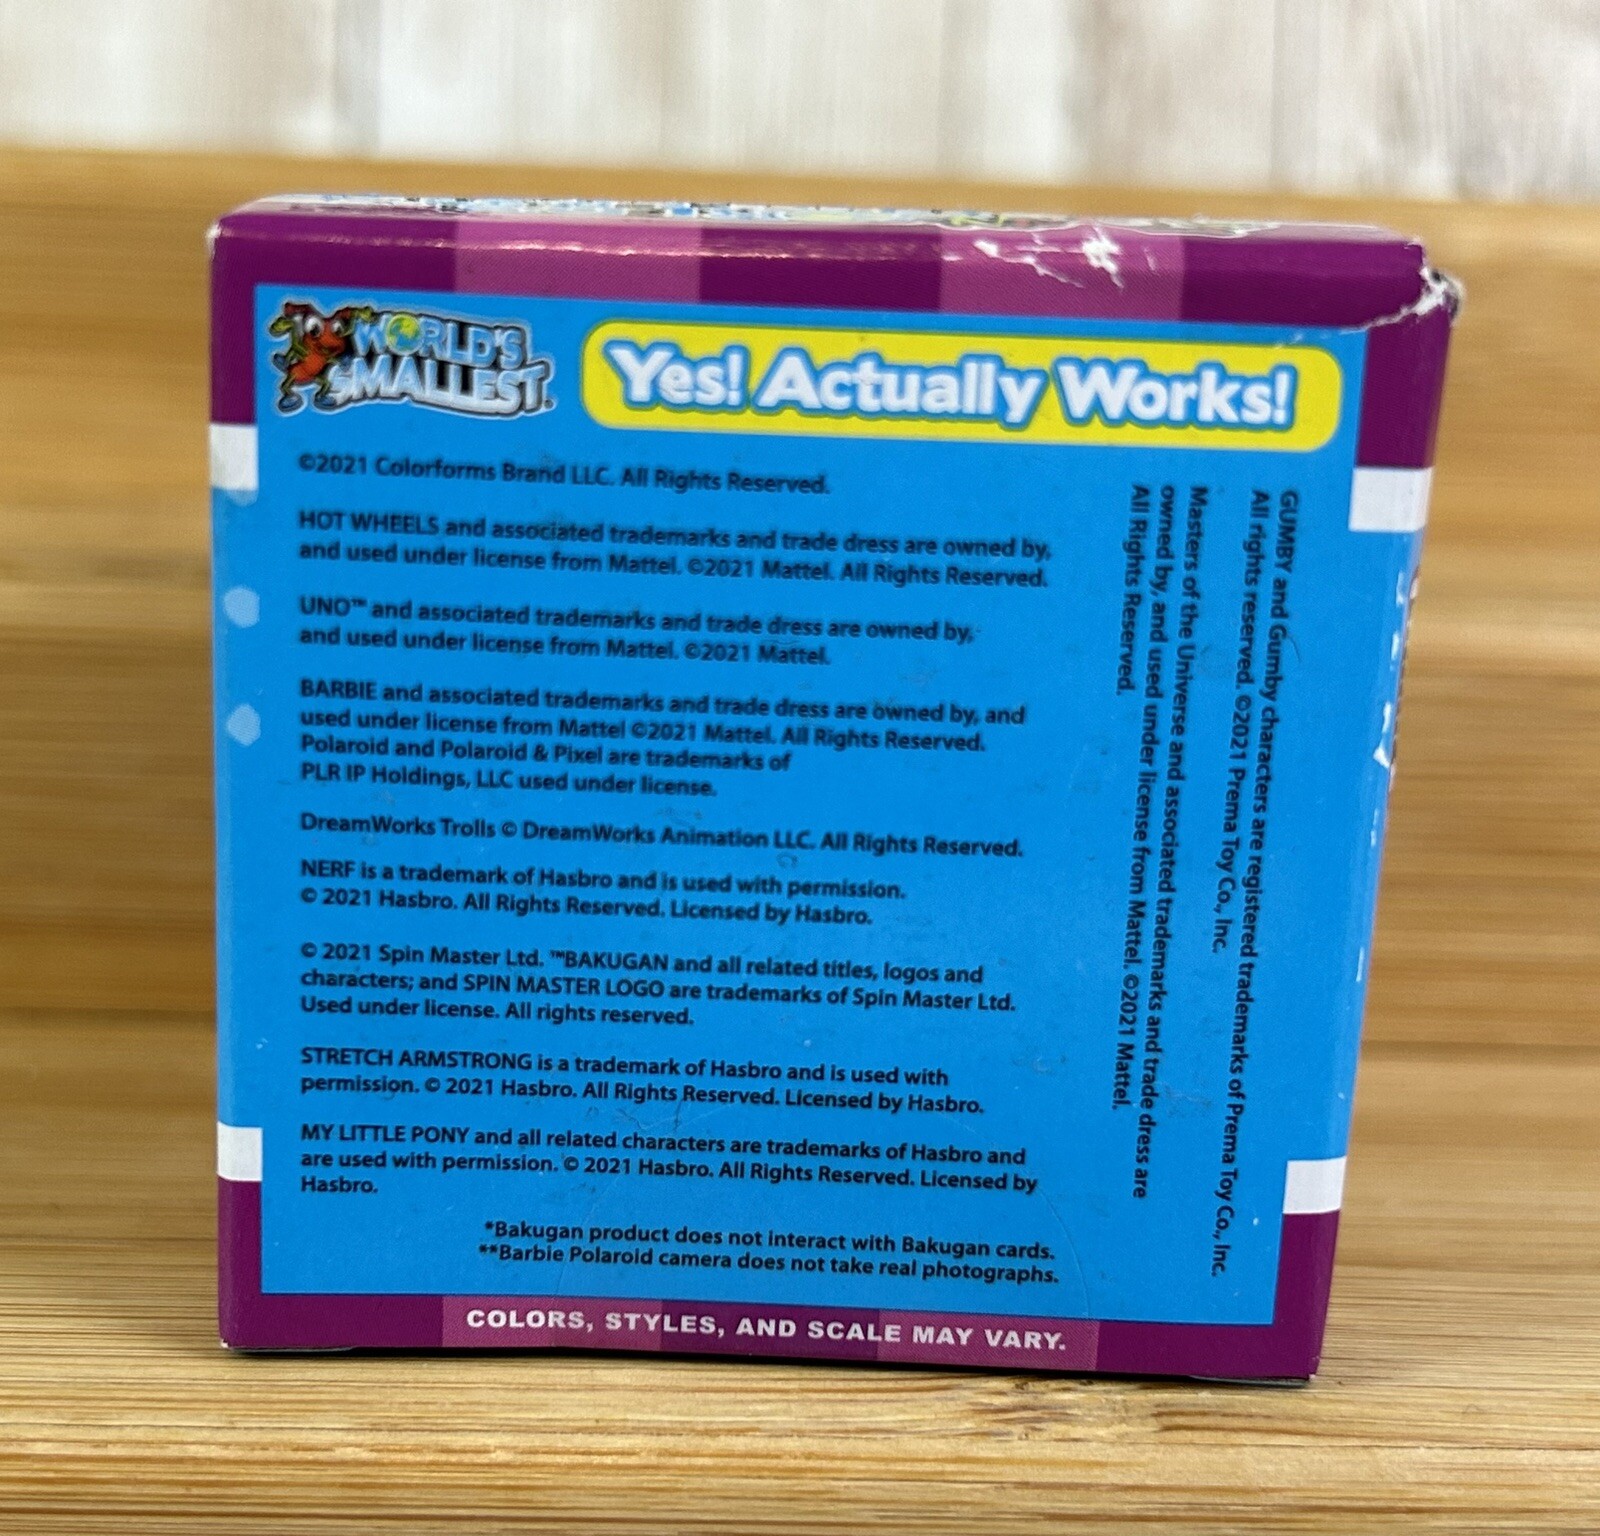 WORLD'S
SMALLEST®
Yes! Actually Works!
©2021 Colorforms Brand LLC. All Rights Reserved.
HOT WHEELS and associated trademarks and trade dress are owned by,
and used under license from Mattel. ©2021 Mattel. All Rights Reserved.
UNO™ and associated trademarks and trade dress are owned by,
and used under license from Mattel. ©2021 Mattel.
BARBIE and associated trademarks and trade dress are owned by, and
used under license from Mattel ©2021 Mattel. All Rights Reserved.
Polaroid and Polaroid & Pixel are trademarks of
PLR IP Holdings, LLC used under license.
DreamWorks Trolls © DreamWorks Animation LLC. All Rights Reserved.
NERF is a trademark of Hasbro and is used with permission.
© 2021 Hasbro. All Rights Reserved. Licensed by Hasbro.
© 2021 Spin Master Ltd. ™BAKUGAN and all related titles, logos and
characters; and SPIN MASTER LOGO are trademarks of Spin Master Ltd.
Used under license. All rights reserved.
STRETCH ARMSTRONG is a trademark of Hasbro and is used with
permission. © 2021 Hasbro. All Rights Reserved. Licensed by Hasbro.
MY LITTLE PONY and all related characters are trademarks of Hasbro and
are used with permission. © 2021 Hasbro. All Rights Reserved. Licensed by
Hasbro.
*Bakugan product does not interact with Bakugan cards.
**Barbie Polaroid camera does not take real photographs.
GUMBY and Gumby characters are registered trademarks of Prema Toy Co., Inc.
All rights reserved. ©2021 Prema Toy Co., Inc.
Masters of the Universe and associated trademarks and trade dress are
owned by, and used under license from Mattel. ©2021 Mattel.
All Rights Reserved.
COLORS, STYLES, AND SCALE MAY VARY.